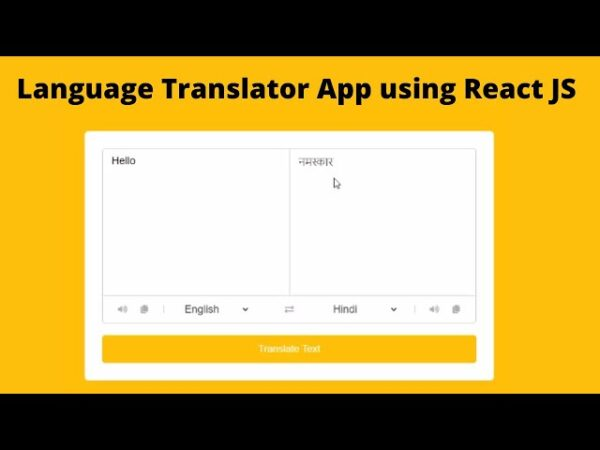 Language Translator App using React JS
Hello
नमस्कार
English
Hindi
Translate Text